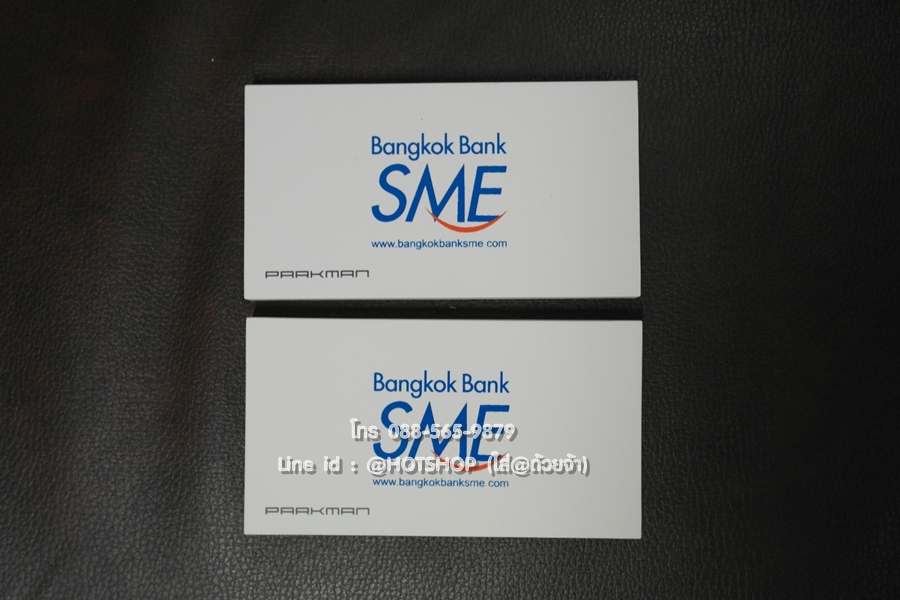 Bangkok Bank
SME
www.bangkokbanksme.com
PARKMAN
Bangkok Bank
SME
โทร 088-565-9879
Line id : @HOTSHOP (ใส่@ด้วยจ้า)
www.bangkokbanksme.com
PARKMAN